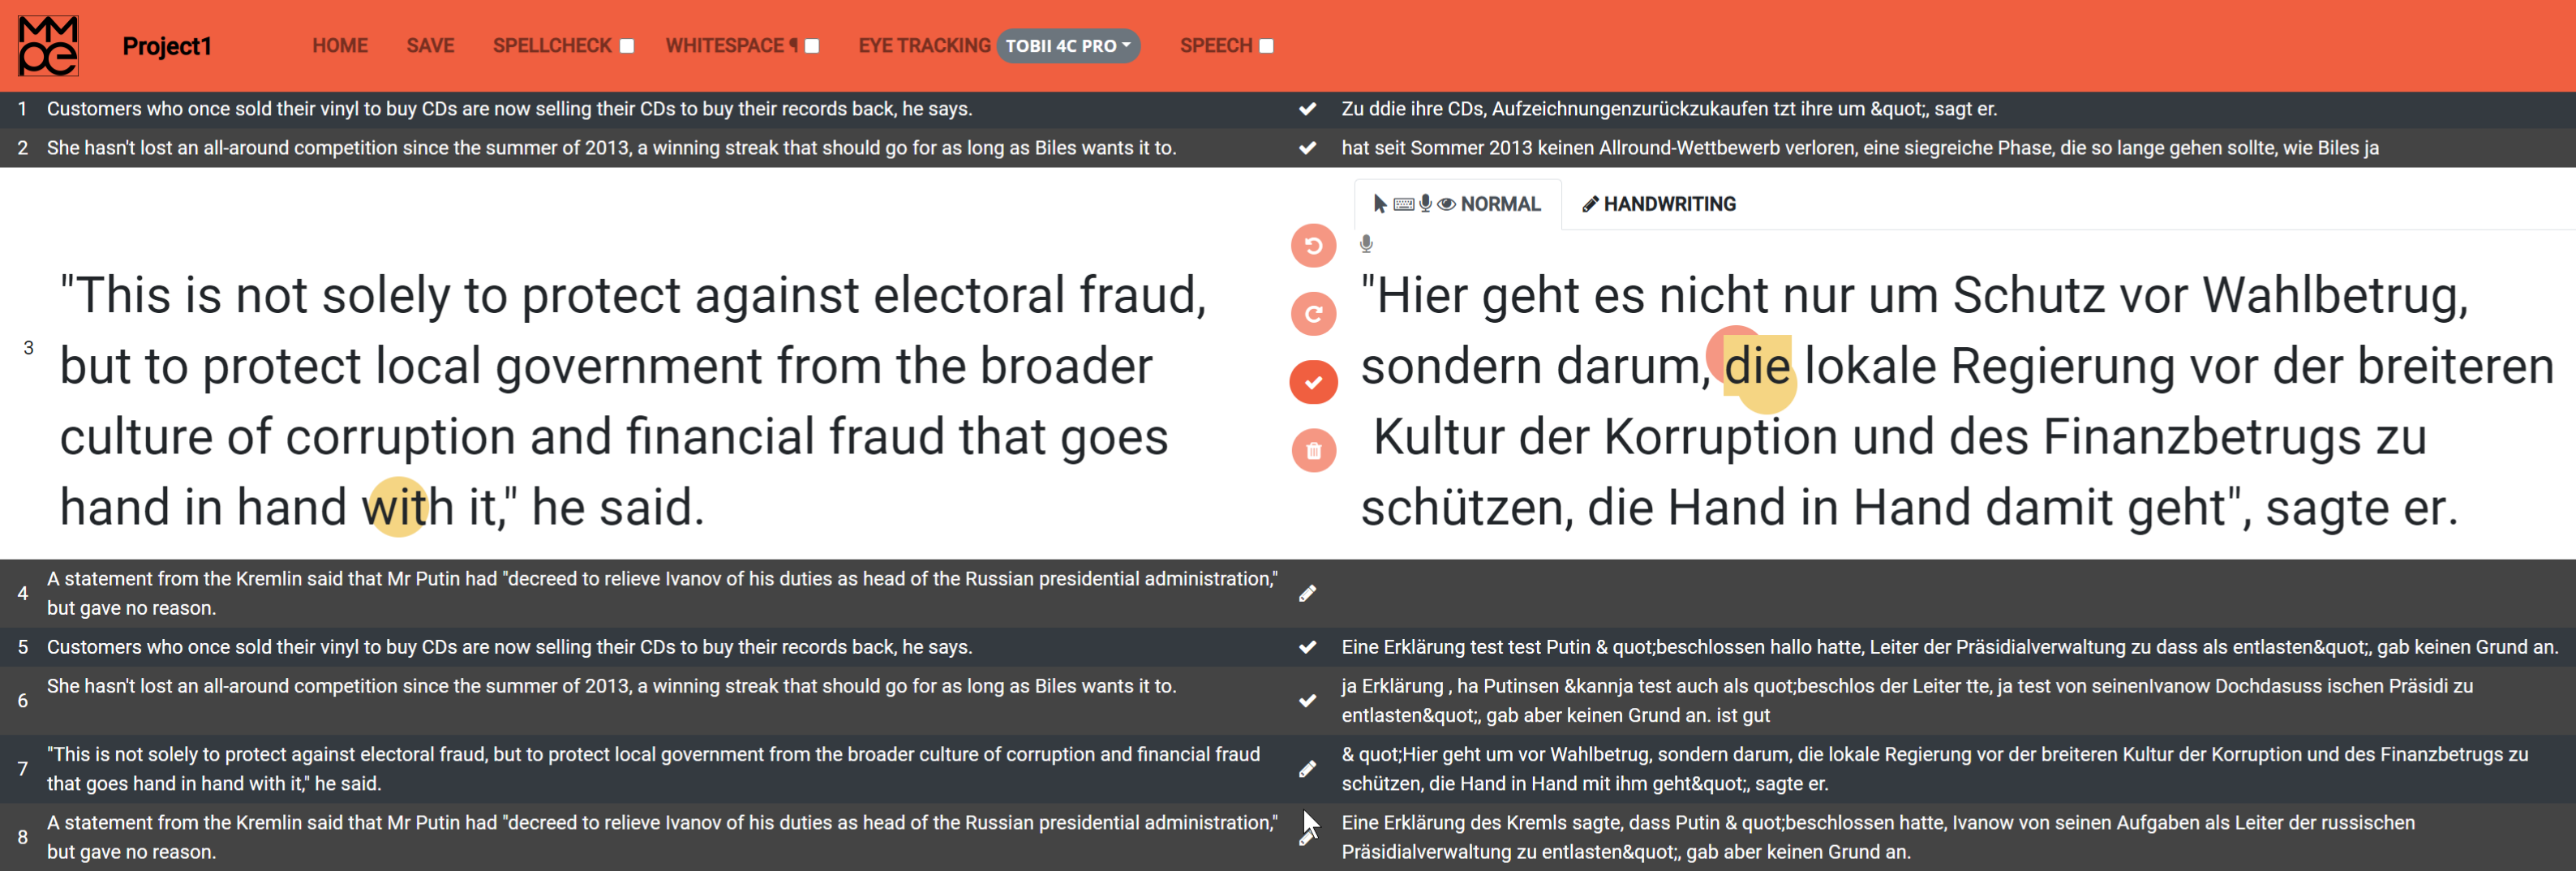 MMPE
Project1 HOME SAVE SPELLCHECK WHITESPACE ¶ EYE TRACKING TOBII 4C PRO SPEECH
1 Customers who once sold their vinyl to buy CDs are now selling their CDs to buy their records back, he says. Zu ddie ihre CDs, Aufzeichnungenzurückzukaufen tzt ihre um &quot;, sagt er.
2 She hasn't lost an all-around competition since the summer of 2013, a winning streak that should go for as long as Biles wants it to. hat seit Sommer 2013 keinen Allround-Wettbewerb verloren, eine siegreiche Phase, die so lange gehen sollte, wie Biles ja
NORMAL HANDWRITING
3
"This is not solely to protect against electoral fraud,
but to protect local government from the broader
culture of corruption and financial fraud that goes
hand in hand with it," he said.
"Hier geht es nicht nur um Schutz vor Wahlbetrug,
sondern darum, die lokale Regierung vor der breiteren
Kultur der Korruption und des Finanzbetrugs zu
schützen, die Hand in Hand damit geht", sagte er.
4 A statement from the Kremlin said that Mr Putin had "decreed to relieve Ivanov of his duties as head of the Russian presidential administration,"
but gave no reason.
5 Customers who once sold their vinyl to buy CDs are now selling their CDs to buy their records back, he says. Eine Erklärung test test Putin & quot;beschlossen hallo hatte, Leiter der Präsidialverwaltung zu dass als entlasten&quot;, gab keinen Grund an.
6 She hasn't lost an all-around competition since the summer of 2013, a winning streak that should go for as long as Biles wants it to.
ja Erklärung , ha Putinsen &kannja test auch als quot;beschlos der Leiter tte, ja test von seinenIvanow Dochdasuss ischen Präsidi zu
entlasten&quot;, gab aber keinen Grund an. ist gut
7 "This is not solely to protect against electoral fraud, but to protect local government from the broader culture of corruption and financial fraud
that goes hand in hand with it," he said.
& quot;Hier geht um vor Wahlbetrug, sondern darum, die lokale Regierung vor der breiteren Kultur der Korruption und des Finanzbetrugs zu
schützen, die Hand in Hand mit ihm geht&quot;, sagte er.
8 A statement from the Kremlin said that Mr Putin had "decreed to relieve Ivanov of his duties as head of the Russian presidential administration,"
but gave no reason.
Eine Erklärung des Kremls sagte, dass Putin & quot;beschlossen hatte, Ivanow von seinen Aufgaben als Leiter der russischen
Präsidialverwaltung zu entlasten&quot;, gab aber keinen Grund an.